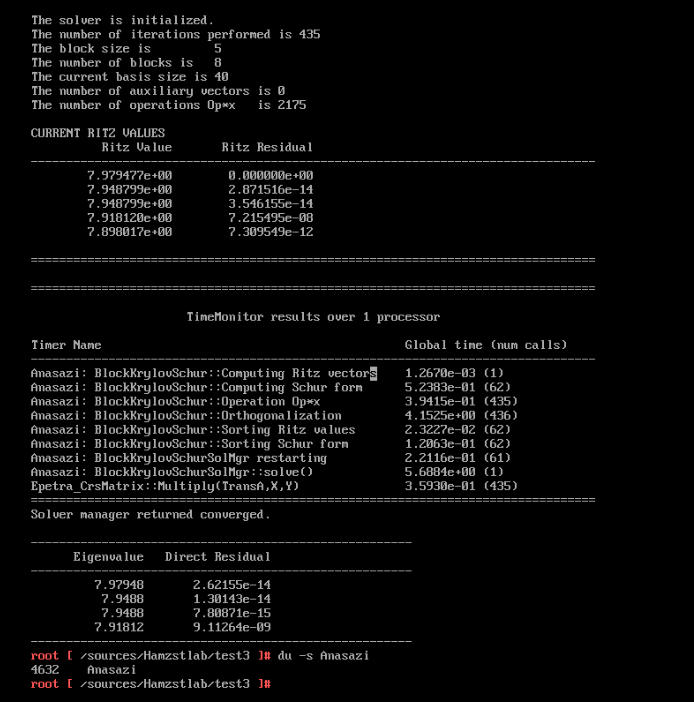 The solver is initialized.
The number of iterations performed is 435
The block size is         5
The number of blocks is   8
The current basis size is 40
The number of auxiliary vectors is 0
The number of operations Op*x   is 2175
CURRENT RITZ VALUES
Ritz Value       Ritz Residual
--------------------------------------------------------------------------------
7.979477e+00        0.000000e+00
7.948799e+00        2.871516e-14
7.948799e+00        3.546155e-14
7.918120e+00        7.215495e-08
7.898017e+00        7.309549e-12
================================================================================
================================================================================
TimeMonitor results over 1 processor
Timer Name                                           Global time (num calls)
--------------------------------------------------------------------------------
Anasazi: BlockKrylovSchur::Computing Ritz vectors    1.2670e-03 (1)
Anasazi: BlockKrylovSchur::Computing Schur form      5.2383e-01 (62)
Anasazi: BlockKrylovSchur::Operation Op*x            3.9415e-01 (435)
Anasazi: BlockKrylovSchur::Orthogonalization         4.1525e+00 (436)
Anasazi: BlockKrylovSchur::Sorting Ritz values       2.3227e-02 (62)
Anasazi: BlockKrylovSchur::Sorting Schur form        1.2063e-01 (62)
Anasazi: BlockKrylovSchurSolMgr restarting           2.2116e-01 (61)
Anasazi: BlockKrylovSchurSolMgr::solve()             5.6884e+00 (1)
Epetra_CrsMatrix::Multiply(TransA,X,Y)               3.5930e-01 (435)
================================================================================
Solver manager returned converged.
------------------------------------------------------
Eigenvalue   Direct Residual
------------------------------------------------------
7.97948       2.62155e-14
7.9488       1.30143e-14
7.9488       7.80871e-15
7.91812       9.11264e-09
------------------------------------------------------
root [ /sources/Hamzstlab/test3 ]# du -s Anasazi
4632    Anasazi
root [ /sources/Hamzstlab/test3 ]#